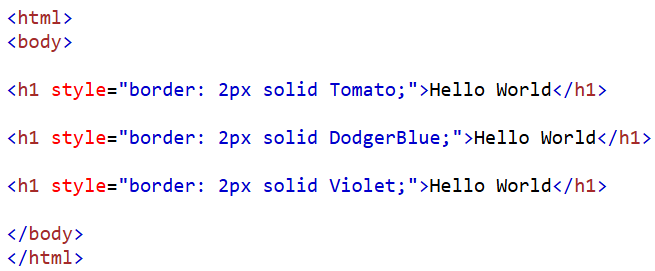 <html>
<body>
<h1 style="border: 2px solid Tomato;">Hello World</h1>
<h1 style="border: 2px solid DodgerBlue;">Hello World</h1>
<h1 style="border: 2px solid Violet;">Hello World</h1>
</body>
</html>